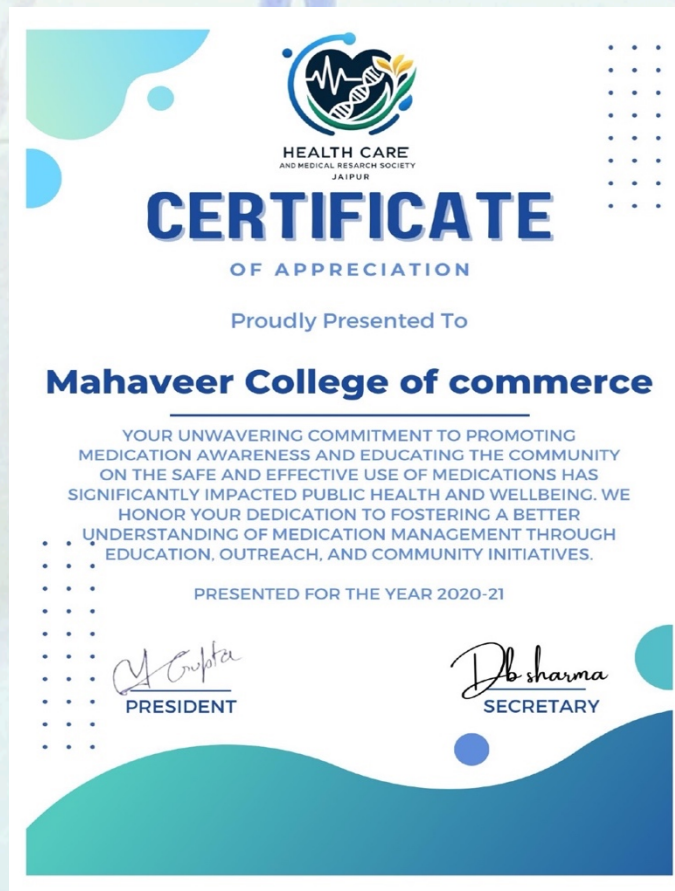 HEALTH CARE
AND MEDICAL RESARCH SOCIETY
JAIPUR
CERTIFICATE
OF APPRECIATION
Proudly Presented To
Mahaveer College of commerce
YOUR UNWAVERING COMMITMENT TO PROMOTING
MEDICATION AWARENESS AND EDUCATING THE COMMUNITY
ON THE SAFE AND EFFECTIVE USE OF MEDICATIONS HAS
SIGNIFICANTLY IMPACTED PUBLIC HEALTH AND WELLBEING. WE
HONOR YOUR DEDICATION TO FOSTERING A BETTER
UNDERSTANDING OF MEDICATION MANAGEMENT THROUGH
EDUCATION, OUTREACH, AND COMMUNITY INITIATIVES.
PRESENTED FOR THE YEAR 2020-21
Gupta Db sharma
PRESIDENT SECRETARY